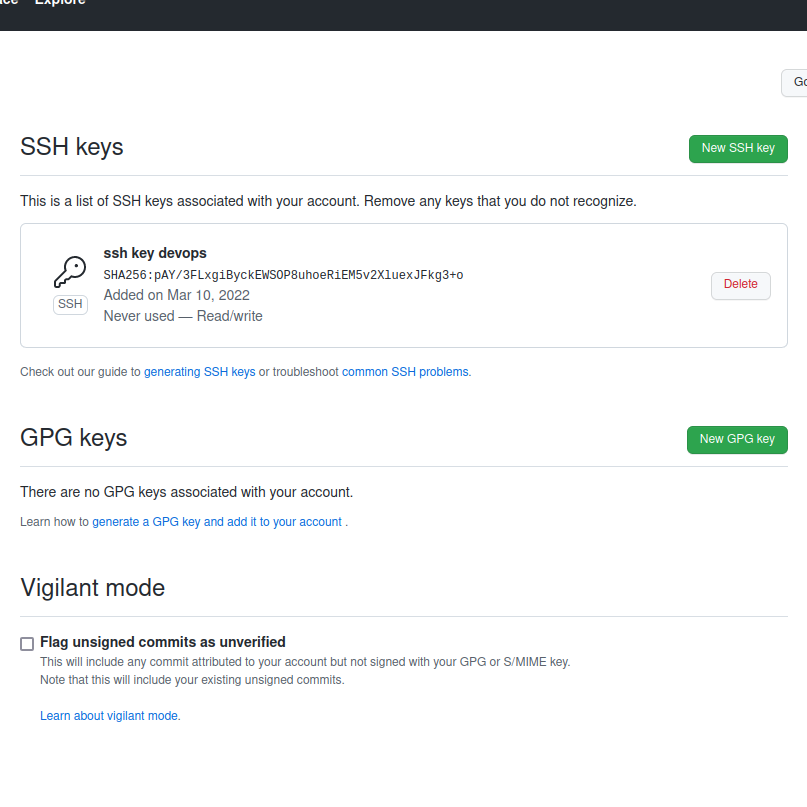 Explore
Go
SSH keys
New SSH key
This is a list of SSH keys associated with your account. Remove any keys that you do not recognize.
ssh key devops
SHA256:pAY/3FLxgiByckEWSOP8uhoeRiEM5v2XluexJFkg3+o
Added on Mar 10, 2022
Never used — Read/write
SSH
Delete
Check out our guide to generating SSH keys or troubleshoot common SSH problems.
GPG keys
New GPG key
There are no GPG keys associated with your account.
Learn how to generate a GPG key and add it to your account .
Vigilant mode
Flag unsigned commits as unverified
This will include any commit attributed to your account but not signed with your GPG or S/MIME key.
Note that this will include your existing unsigned commits.
Learn about vigilant mode.